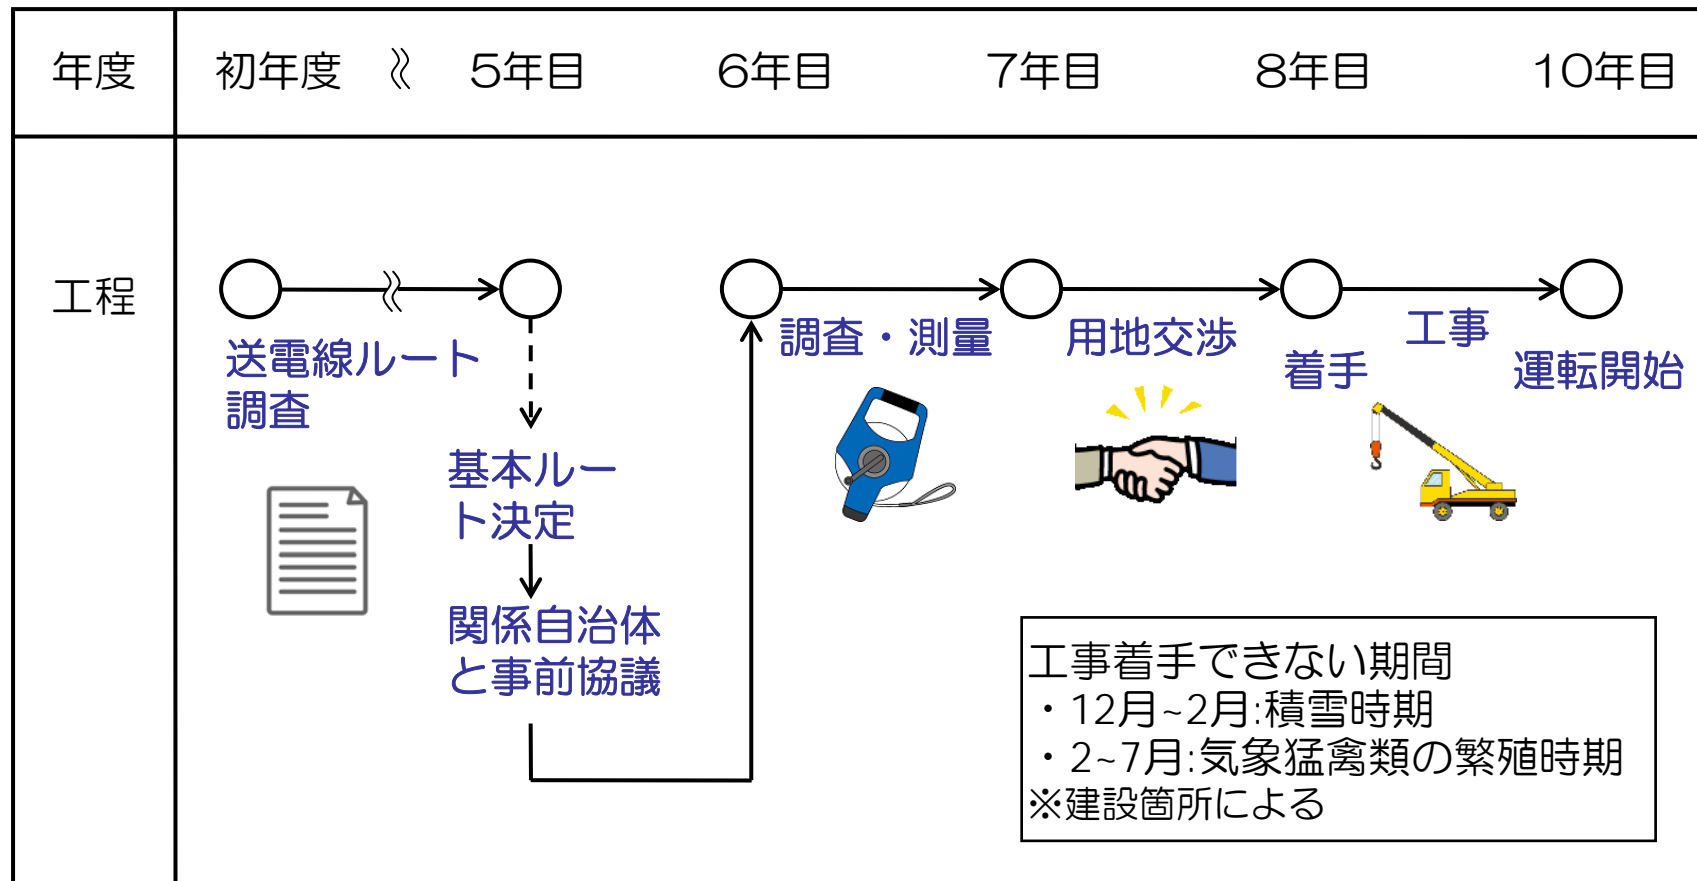 年度
初年度
5年目
6年目
7年目
8年目
10年目
工程
送電線ルート
調査
基本ルー
ト決定
関係自治体
と事前協議
調査・測量
用地交渉
着手
工事
運転開始
工事着手できない期間
・12月~2月:積雪時期
・2~7月:気象猛禽類の繁殖時期
※建設箇所による